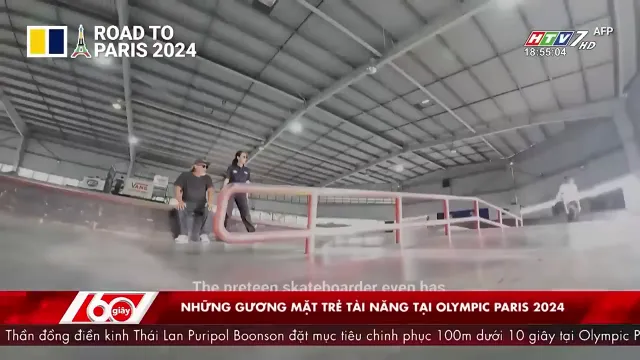 ROAD TO
PARIS 2024
HTV7 HD
AFP
18:55:04
VANS
The preteen skateboarder even has
60 giây
NHỮNG GƯƠNG MẶT TRẺ TÀI NĂNG TẠI OLYMPIC PARIS 2024
Thần đồng điền kinh Thái Lan Puripol Boonson đặt mục tiêu chinh phục 100m dưới 10 giây tại Olympic P